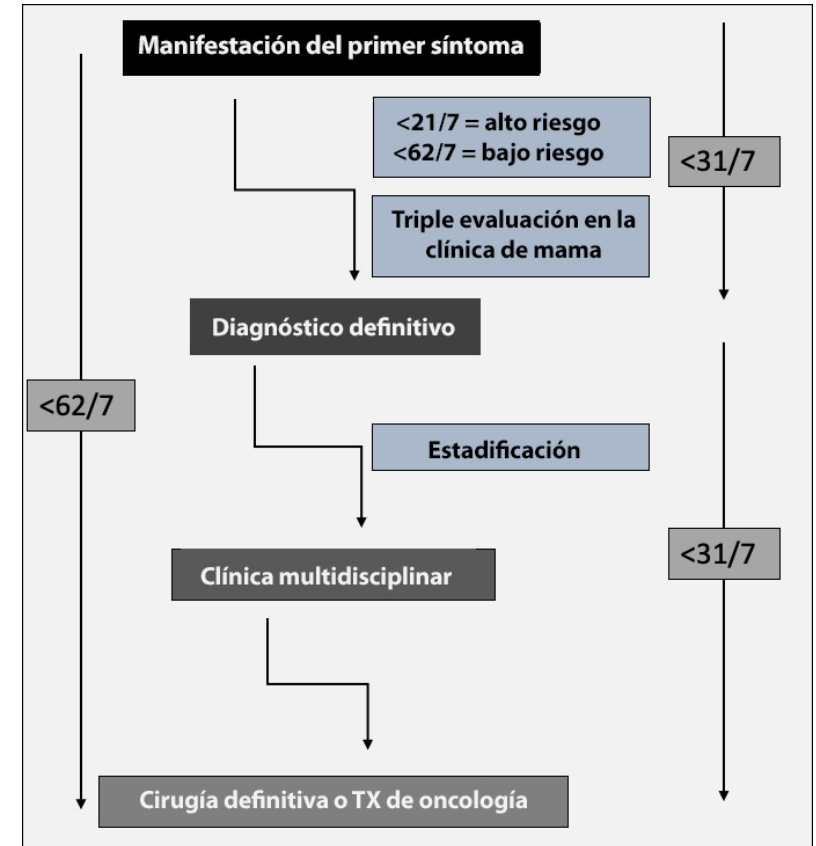 Manifestación del primer síntoma
<21/7 = alto riesgo
<62/7 = bajo riesgo
<31/7
Triple evaluación en la
clínica de mama
Diagnóstico definitivo
<62/7
Estadificación
<31/7
Clínica multidisciplinar
Cirugía definitiva o TX de oncología